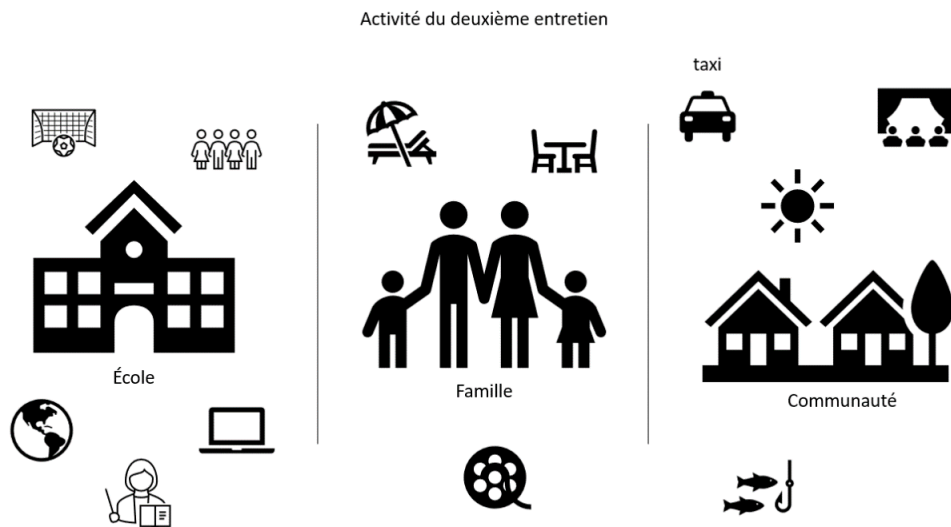 Activité du deuxième entretien
taxi
École
Famille
Communauté